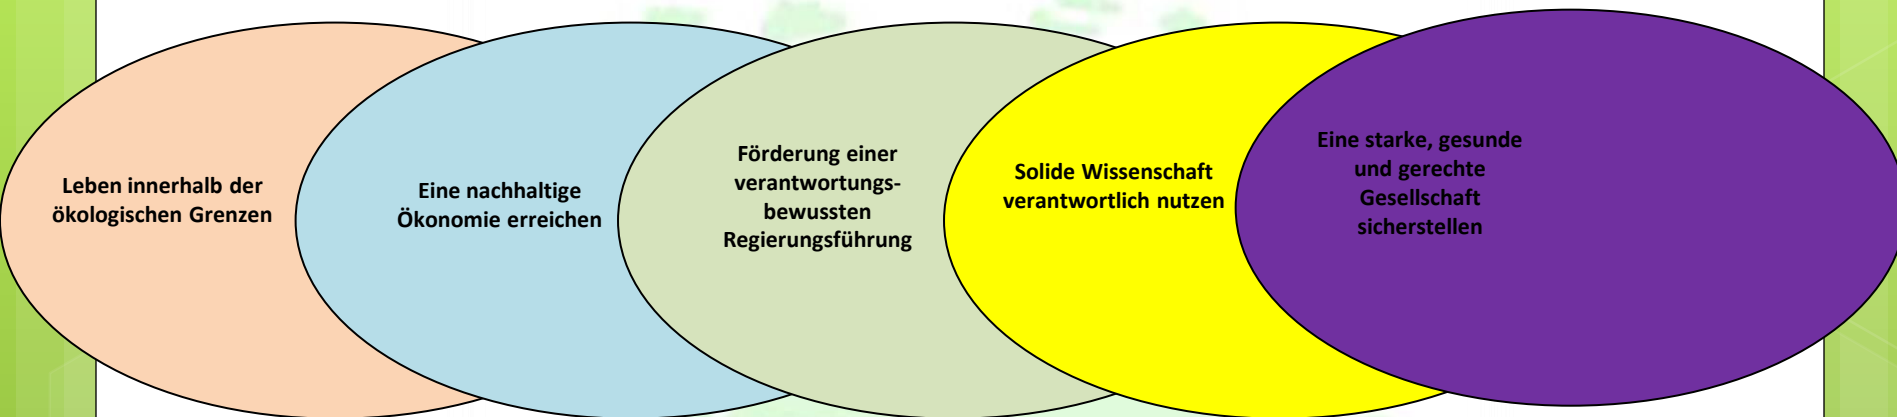 Leben innerhalb der
ökologischen Grenzen
Eine nachhaltige
Ökonomie erreichen
Förderung einer
verantwortungs-
bewussten
Regierungsführung
Solide Wissenschaft
verantwortlich nutzen
Eine starke, gesunde
und gerechte
Gesellschaft
sicherstellen